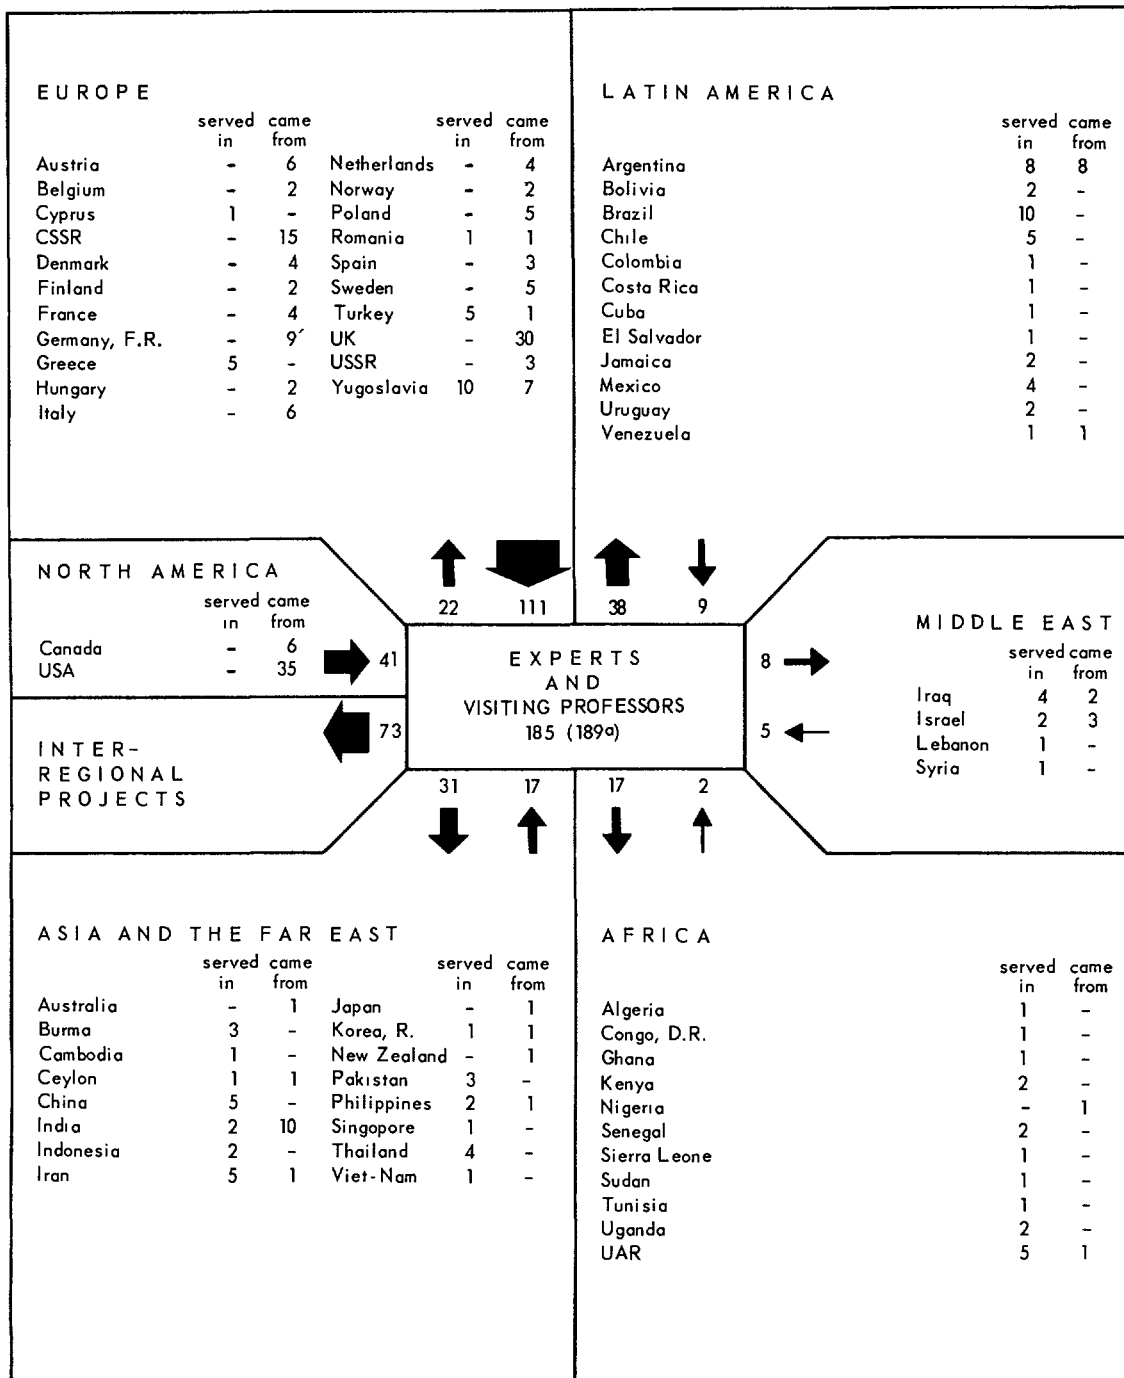 EUROPE
served came served came
in from in from
Austria - 6 Netherlands - 4
Belgium - 2 Norway - 2
Cyprus 1 - Poland - 5
CSSR - 15 Romania 1 1
Denmark - 4 Spain - 3
Finland - 2 Sweden - 5
France - 4 Turkey 5 1
Germany, F.R. - 9´ UK - 30
Greece 5 - USSR - 3
Hungary - 2 Yugoslavia 10 7
Italy - 6
LATIN AMERICA
served came
in from
Argentina 8 8
Bolivia 2 -
Brazil 10 -
Chile 5 -
Colombia 1 -
Costa Rica 1 -
Cuba 1 -
El Salvador 1 -
Jamaica 2 -
Mexico 4 -
Uruguay 2 -
Venezuela 1 1
NORTH AMERICA
served came
in from
Canada - 6
USA - 35
41
22 111 38 9
EXPERTS
AND
VISITING PROFESSORS
185 (189a)
MIDDLE EAST
served came
in from
Iraq 4 2
Israel 2 3
Lebanon 1 -
Syria 1 -
8
5
INTER-
REGIONAL
PROJECTS
73
31 17 17 2
ASIA AND THE FAR EAST
served came served came
in from in from
Australia - 1 Japan - 1
Burma 3 - Korea, R. 1 1
Cambodia 1 - New Zealand - 1
Ceylon 1 1 Pakistan 3 -
China 5 - Philippines 2 1
India 2 10 Singopore 1 -
Indonesia 2 - Thailand 4 -
Iran 5 1 Viet-Nam 1 -
AFRICA
served came
in from
Algeria 1 -
Congo, D.R. 1 -
Ghana 1 -
Kenya 2 -
Nigeria - 1
Senegal 2 -
Sierra Leone 1 -
Sudan 1 -
Tunisia 1 -
Uganda 2 -
UAR 5 1